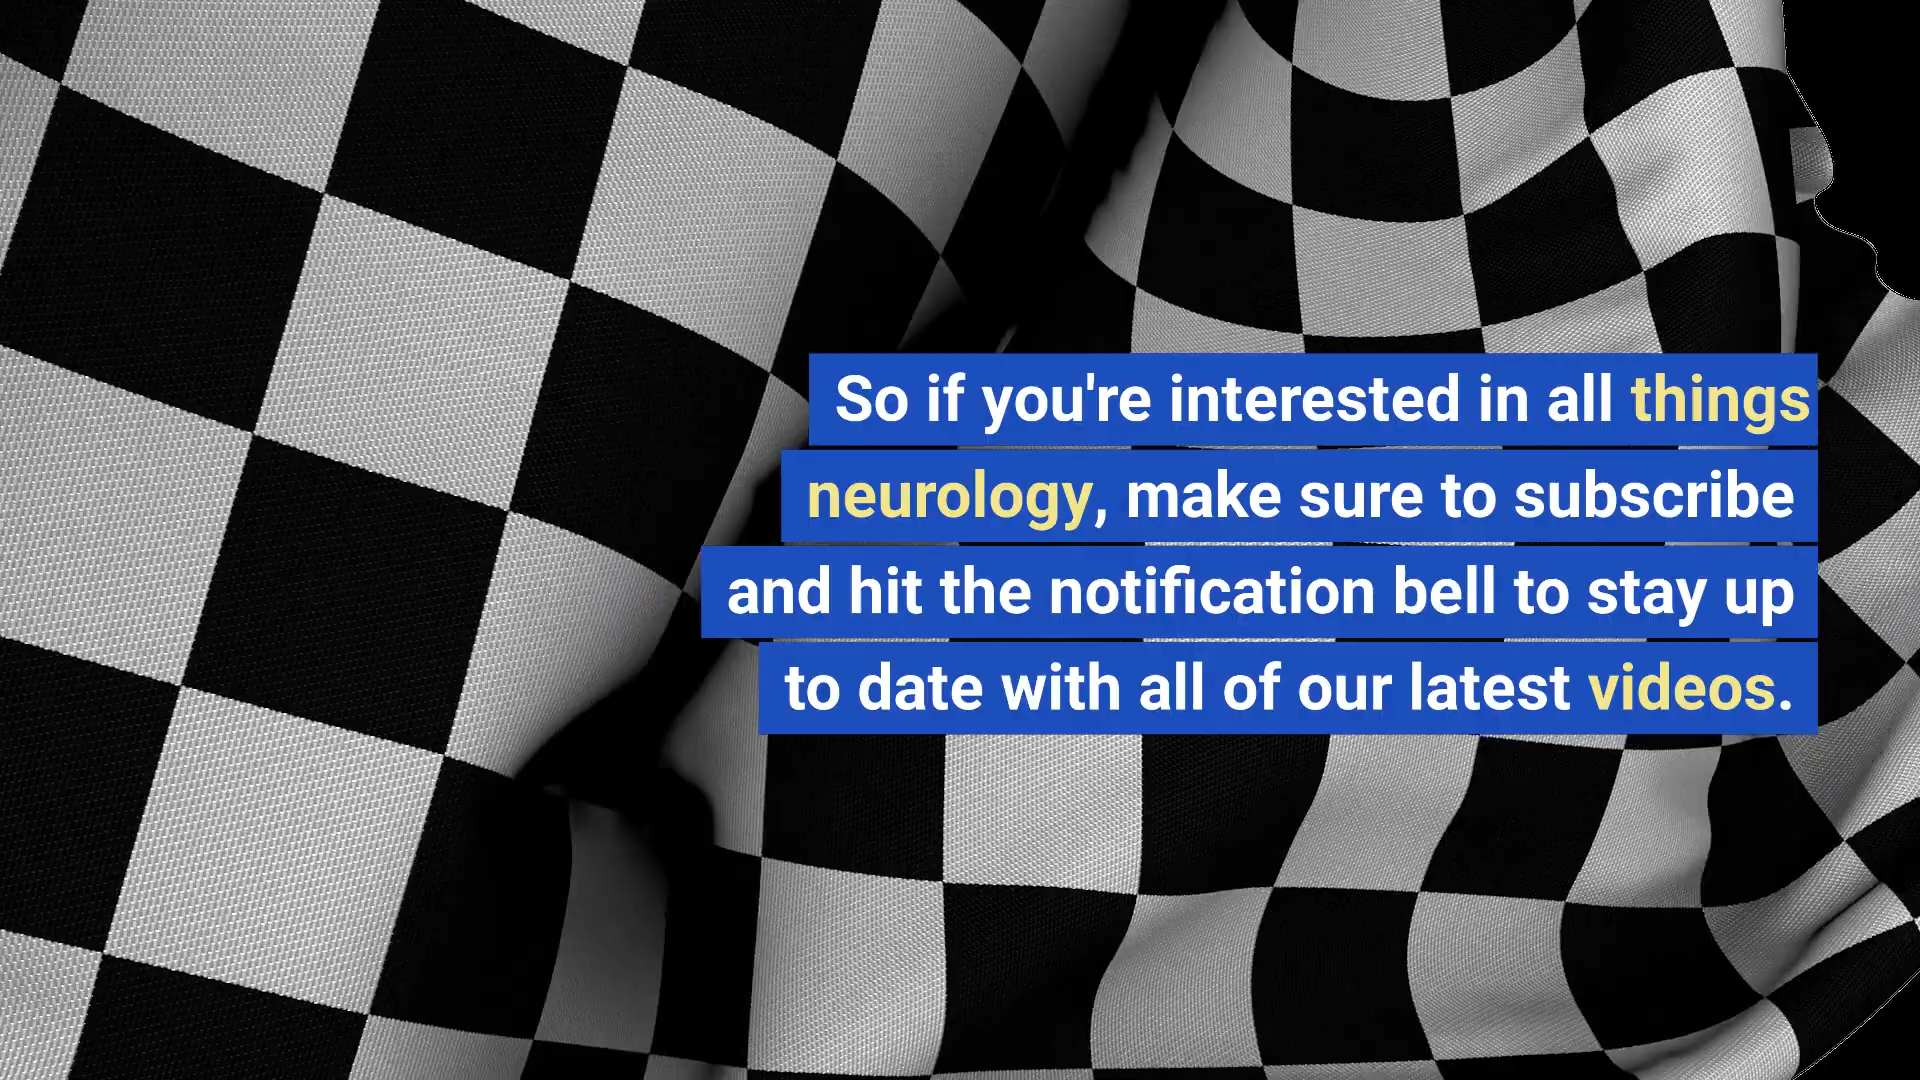 So if you're interested in all things
neurology, make sure to subscribe
and hit the notification bell to stay up
to date with all of our latest videos.